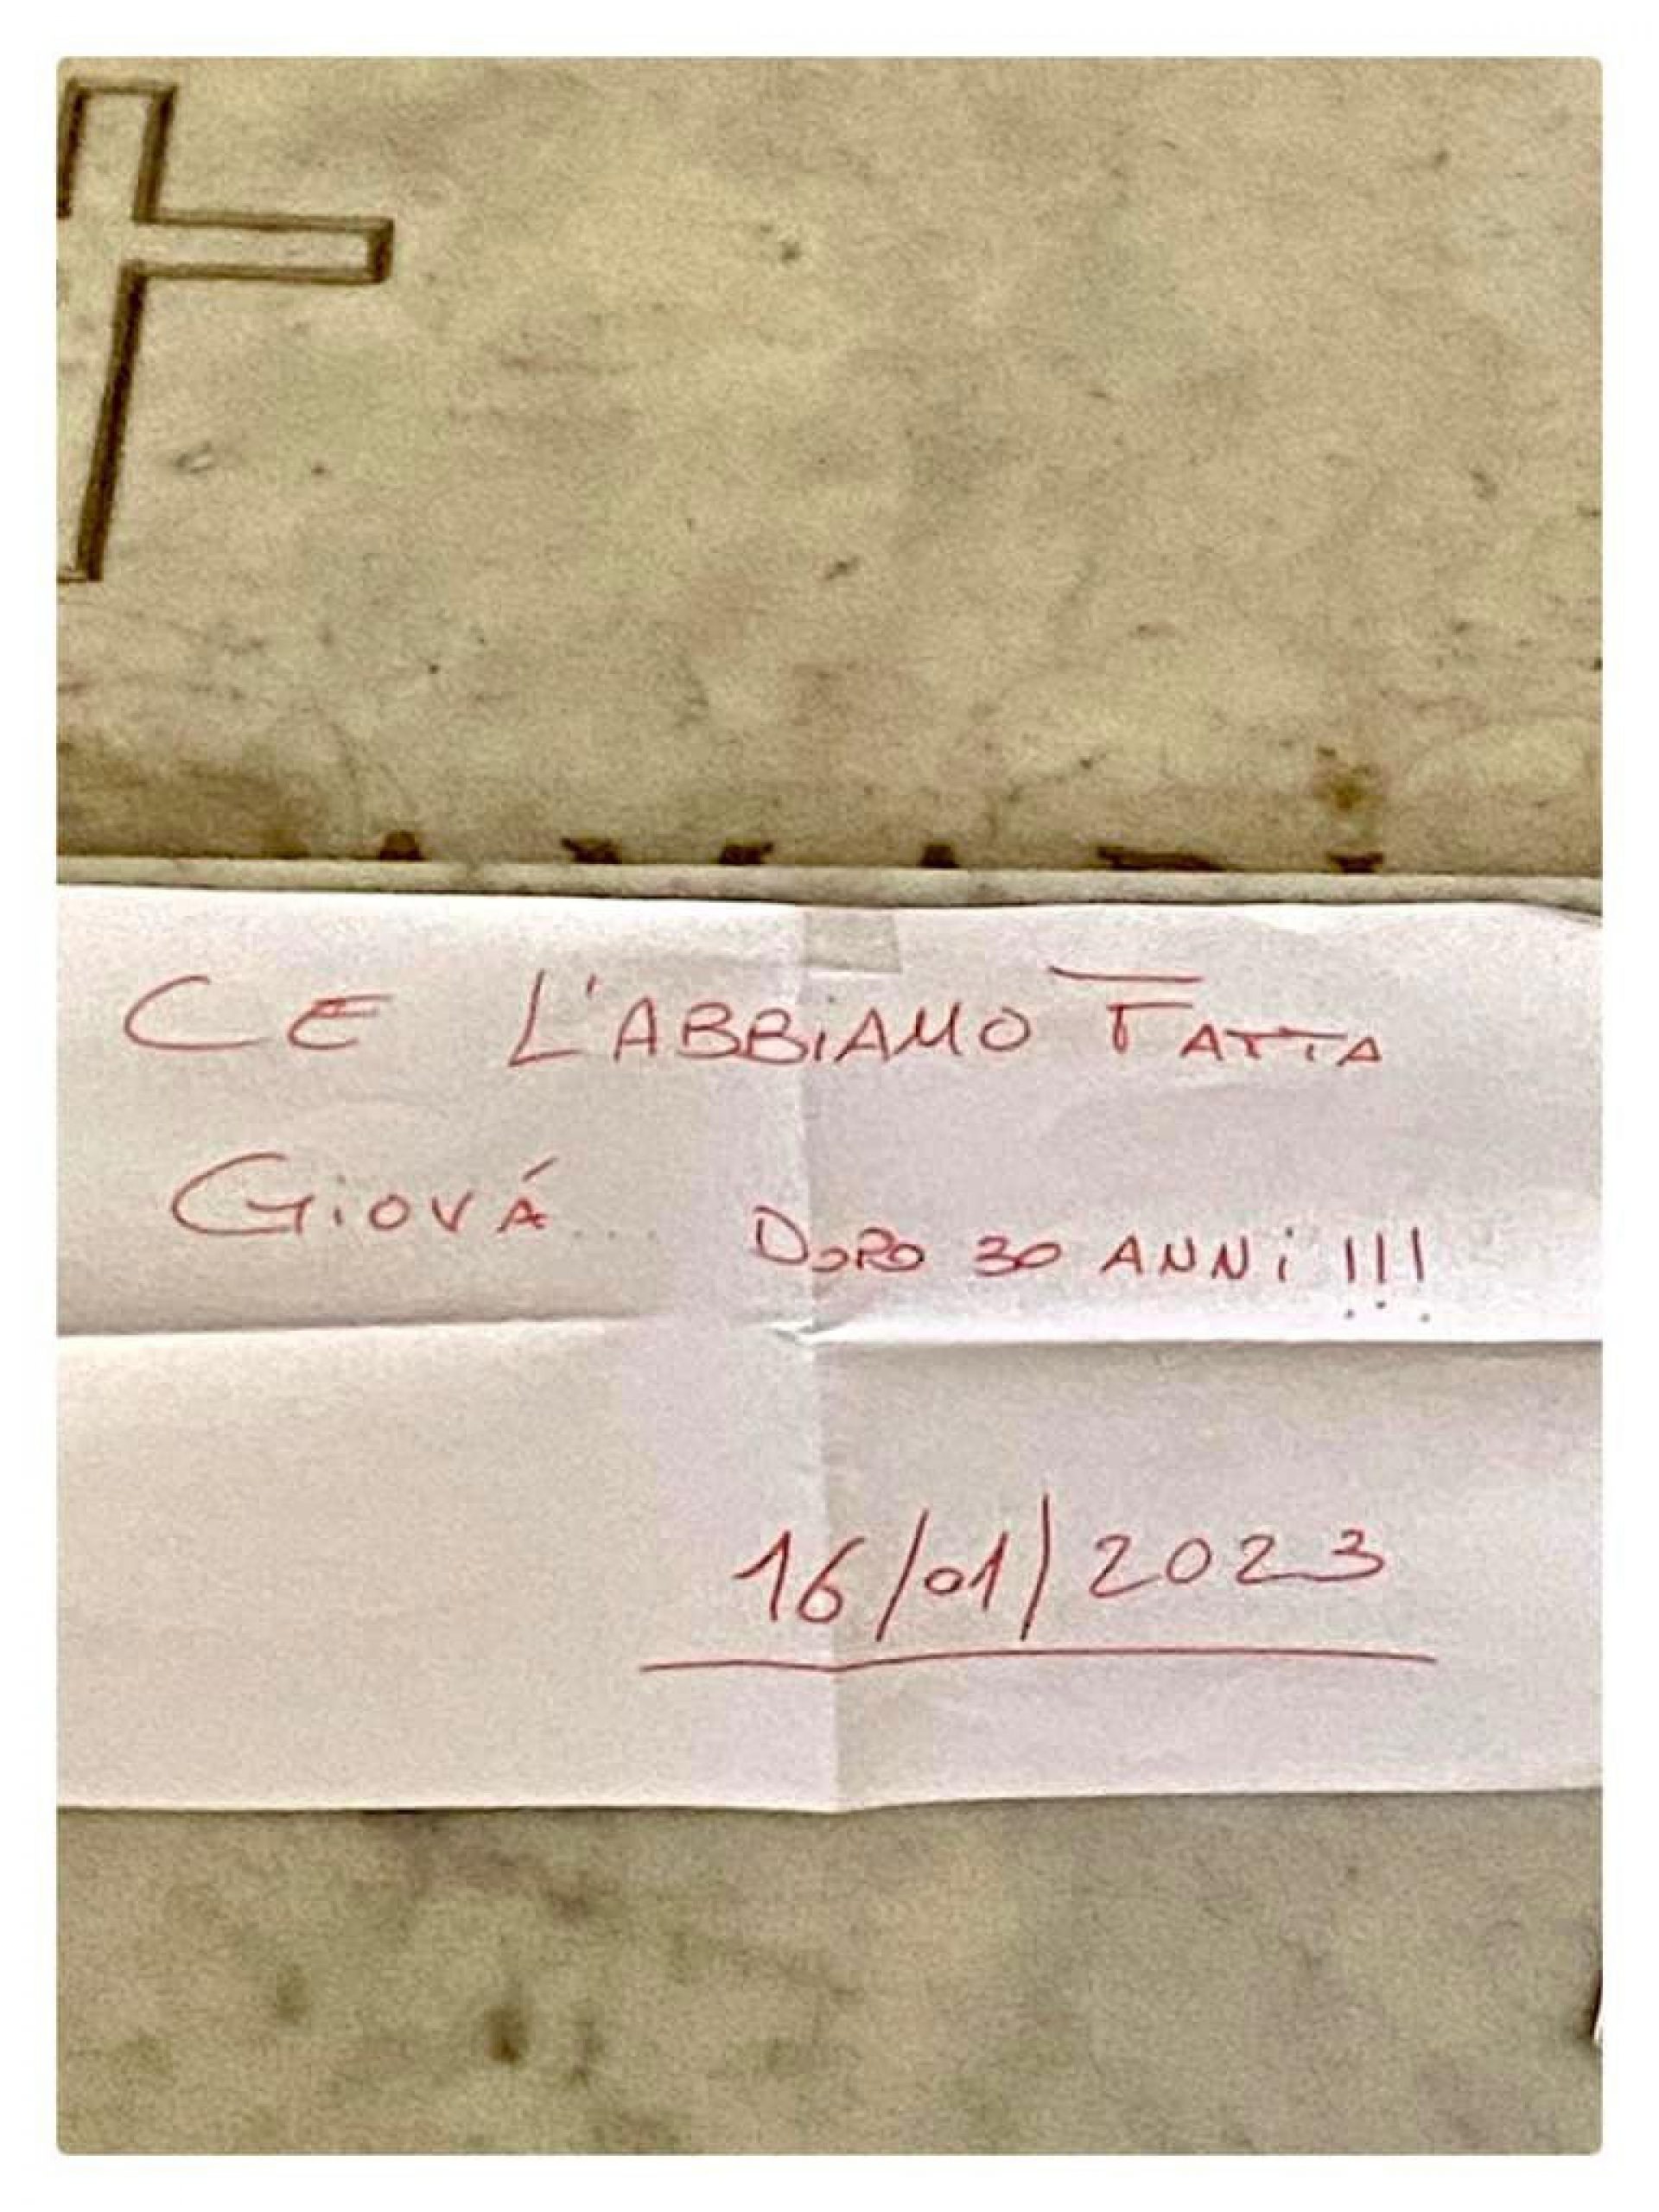 CE L'ABBiAMO FATTA
GiOVÁ.... DOPO 30 ANNi !!!
16/01/2023